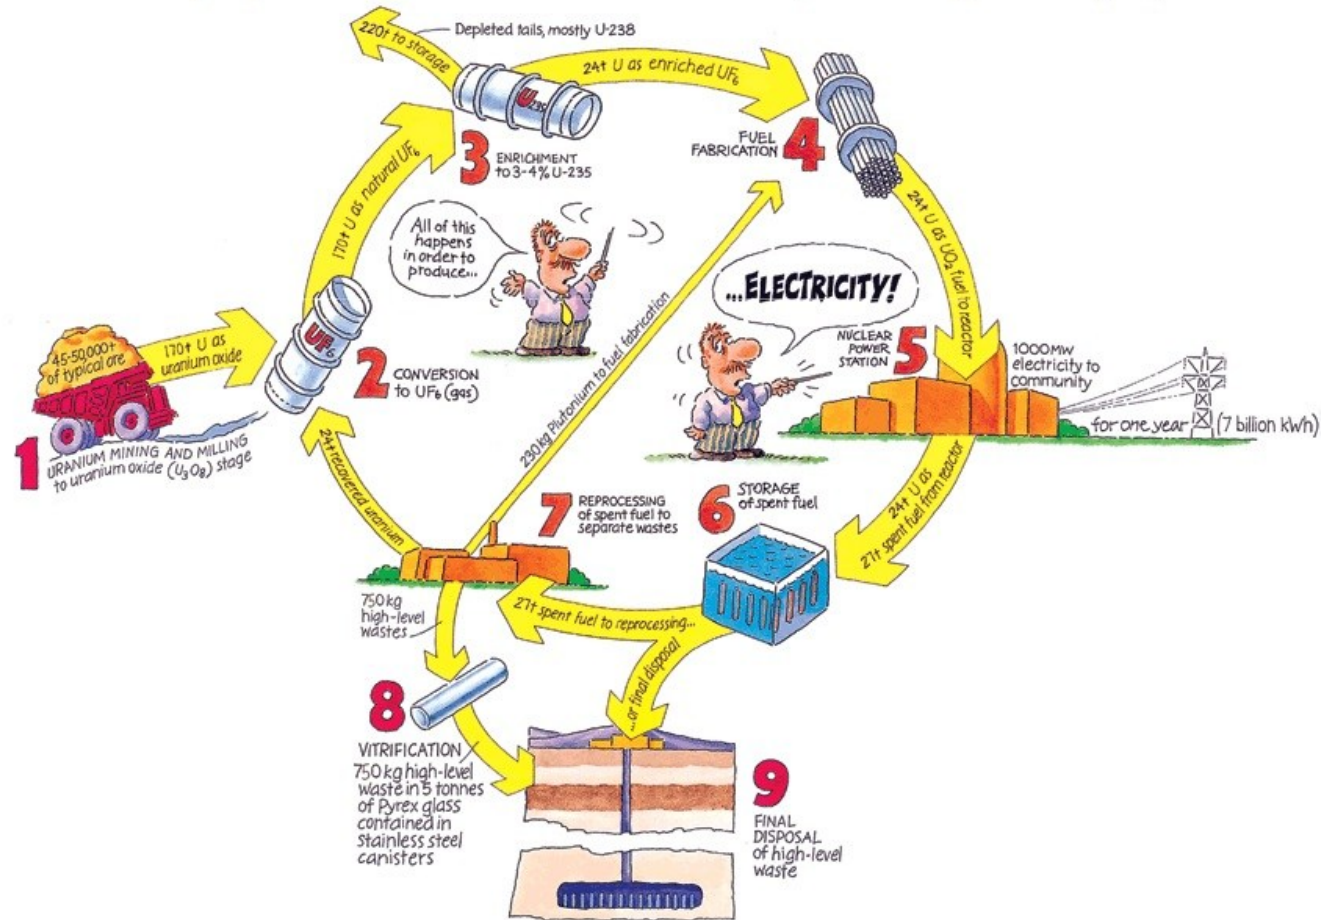 220t to storage
Depleted tails, mostly U-238
U235
24t U as enriched UF₆
3
ENRICHMENT
to 3-4% U-235
FUEL
FABRICATION
4
170t U as natural UF₆
24t U as UO₂ fuel to reactor
All of this
happens
in order to
produce...
...ELECTRICITY!
45-50,000t
of typical ore
170t U as
uranium oxide
UF₆
2
CONVERSION
to UF₆ (gas)
1
URANIUM MINING AND MILLING
to uranium oxide (U₃O₈) stage
NUCLEAR
POWER
STATION
5
1000MW
electricity to
community
for one year
(7 billion kWh)
230kg Plutonium to fuel fabrication
24t recovered uranium
24t U as
27t spent fuel from reactor
7
REPROCESSING
of spent fuel to
separate wastes
6
STORAGE
of spent fuel
750kg
high-level
wastes
27t spent fuel to reprocessing...
...or final disposal
8
VITRIFICATION
750kg high-level
waste in 5 tonnes
of Pyrex glass
contained in
stainless steel
canisters
9
FINAL
DISPOSAL
of high-level
waste